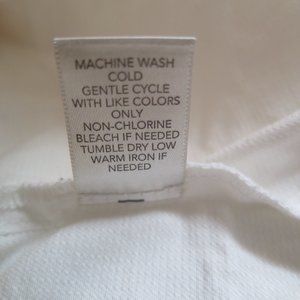 MACHINE WASH
COLD
GENTLE CYCLE
WITH LIKE COLORS
ONLY
NON-CHLORINE
BLEACH IF NEEDED
TUMBLE DRY LOW
WARM IRON IF
NEEDED